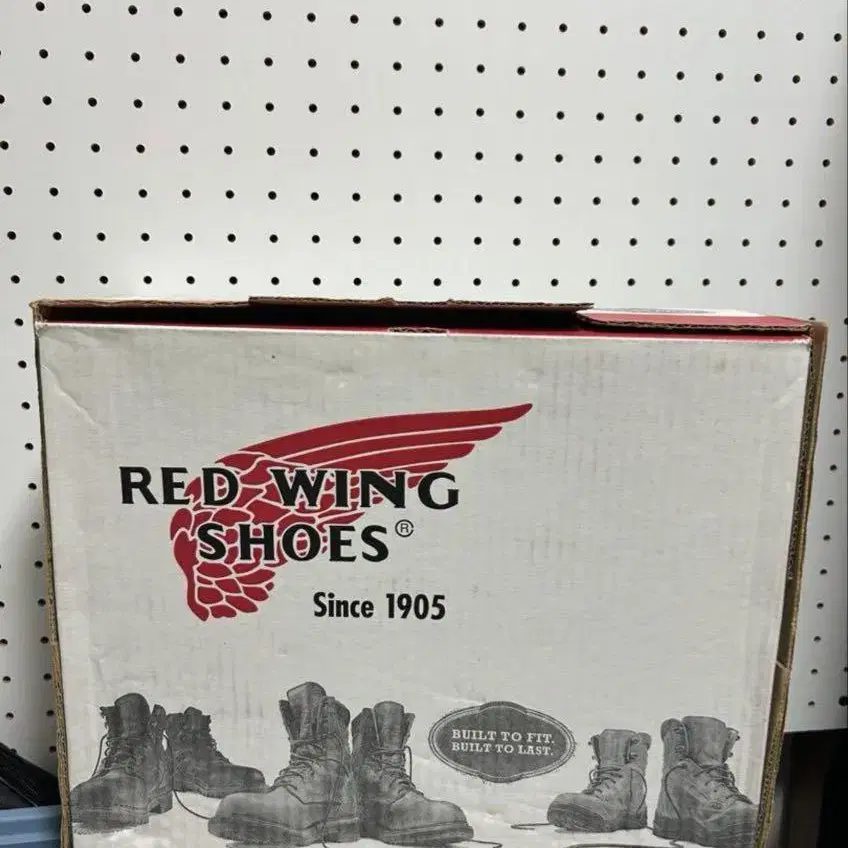 RED WING
SHOES®
Since 1905
BUILT TO FIT.
BUILT TO LAST.